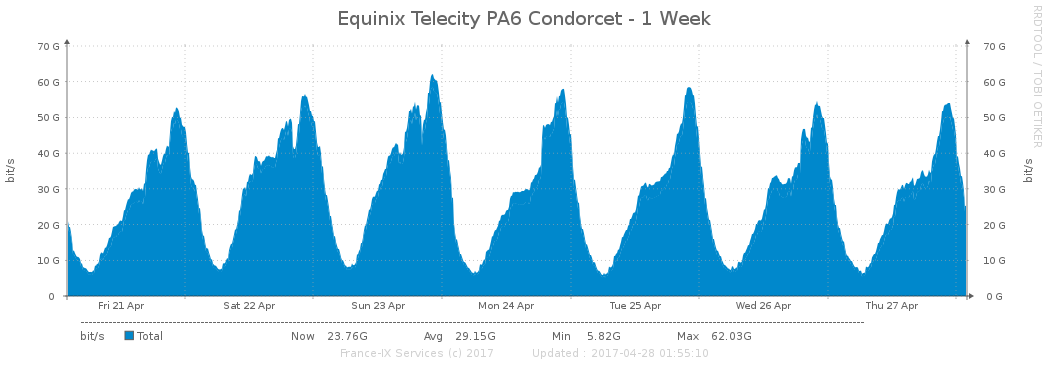 Equinix Telecity PA6 Condorcet - 1 Week
RRDTOOL / TOBI OETIKER
70 G 70 G
60 G 60 G
50 G 50 G
40 G 40 G
bit/s bit/s
30 G 30 G
20 G 20 G
10 G 10 G
0 0 G
Fri 21 Apr Sat 22 Apr Sun 23 Apr Mon 24 Apr Tue 25 Apr Wed 26 Apr Thu 27 Apr
bit/s Total Now 23.76G Avg 29.15G Min 5.82G Max 62.03G
France-IX Services (c) 2017 Updated : 2017-04-28 01:55:10